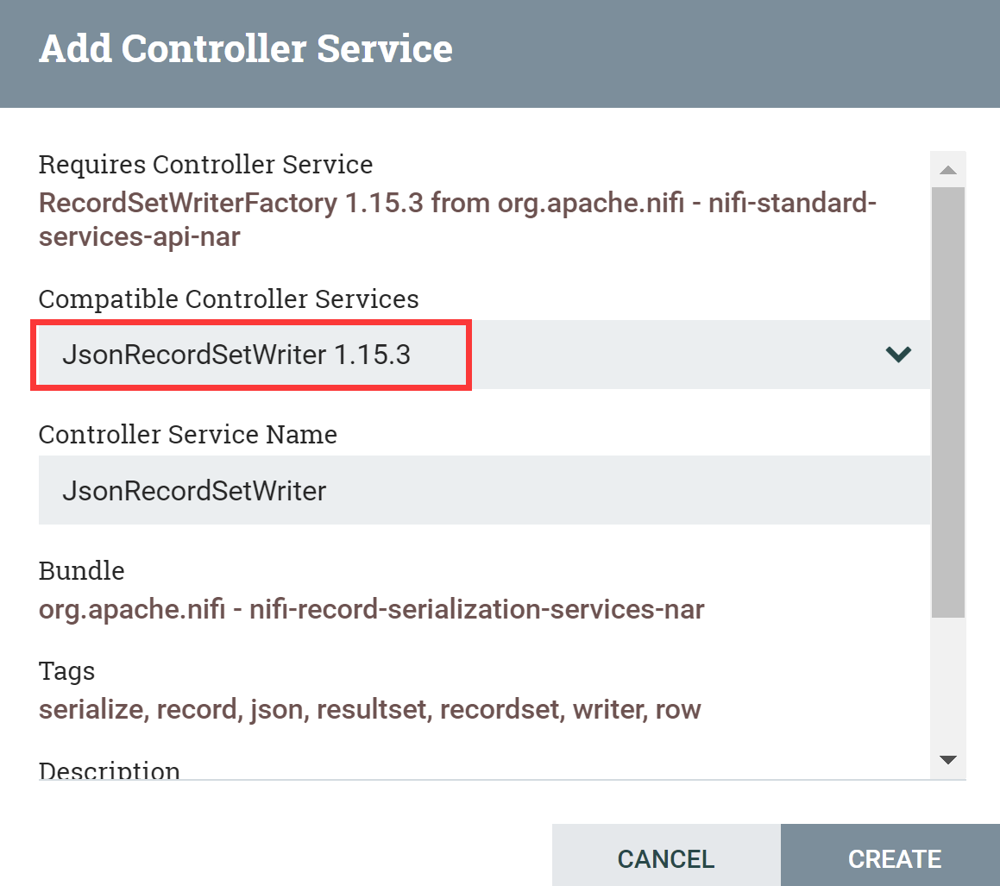 Add Controller Service
Requires Controller Service
RecordSetWriterFactory 1.15.3 from org.apache.nifi - nifi-standard-
services-api-nar
Compatible Controller Services
JsonRecordSetWriter 1.15.3
Controller Service Name
JsonRecordSetWriter
Bundle
org.apache.nifi - nifi-record-serialization-services-nar
Tags
serialize, record, json, resultset, recordset, writer, row
Description
CANCEL CREATE